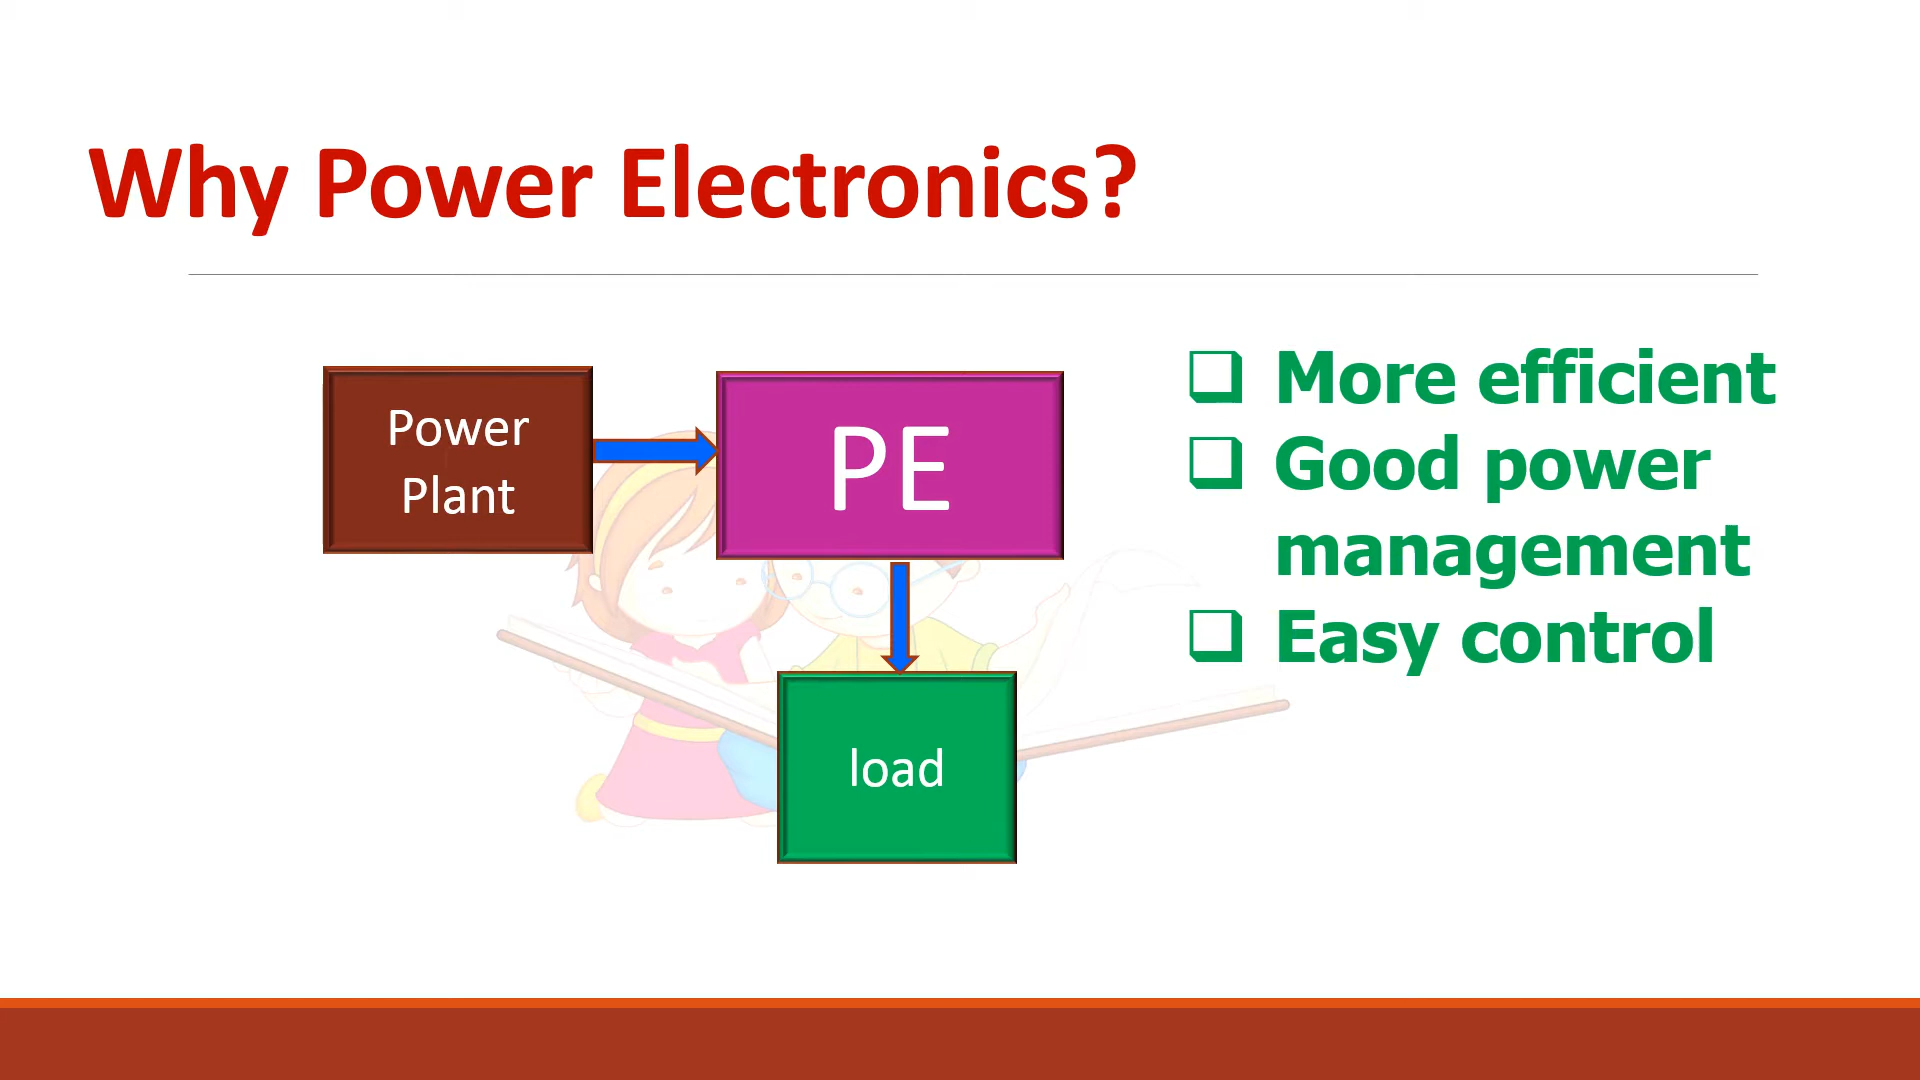 Why Power Electronics?
Power
Plant
PE
load
❑ More efficient
❑ Good power
management
❑ Easy control